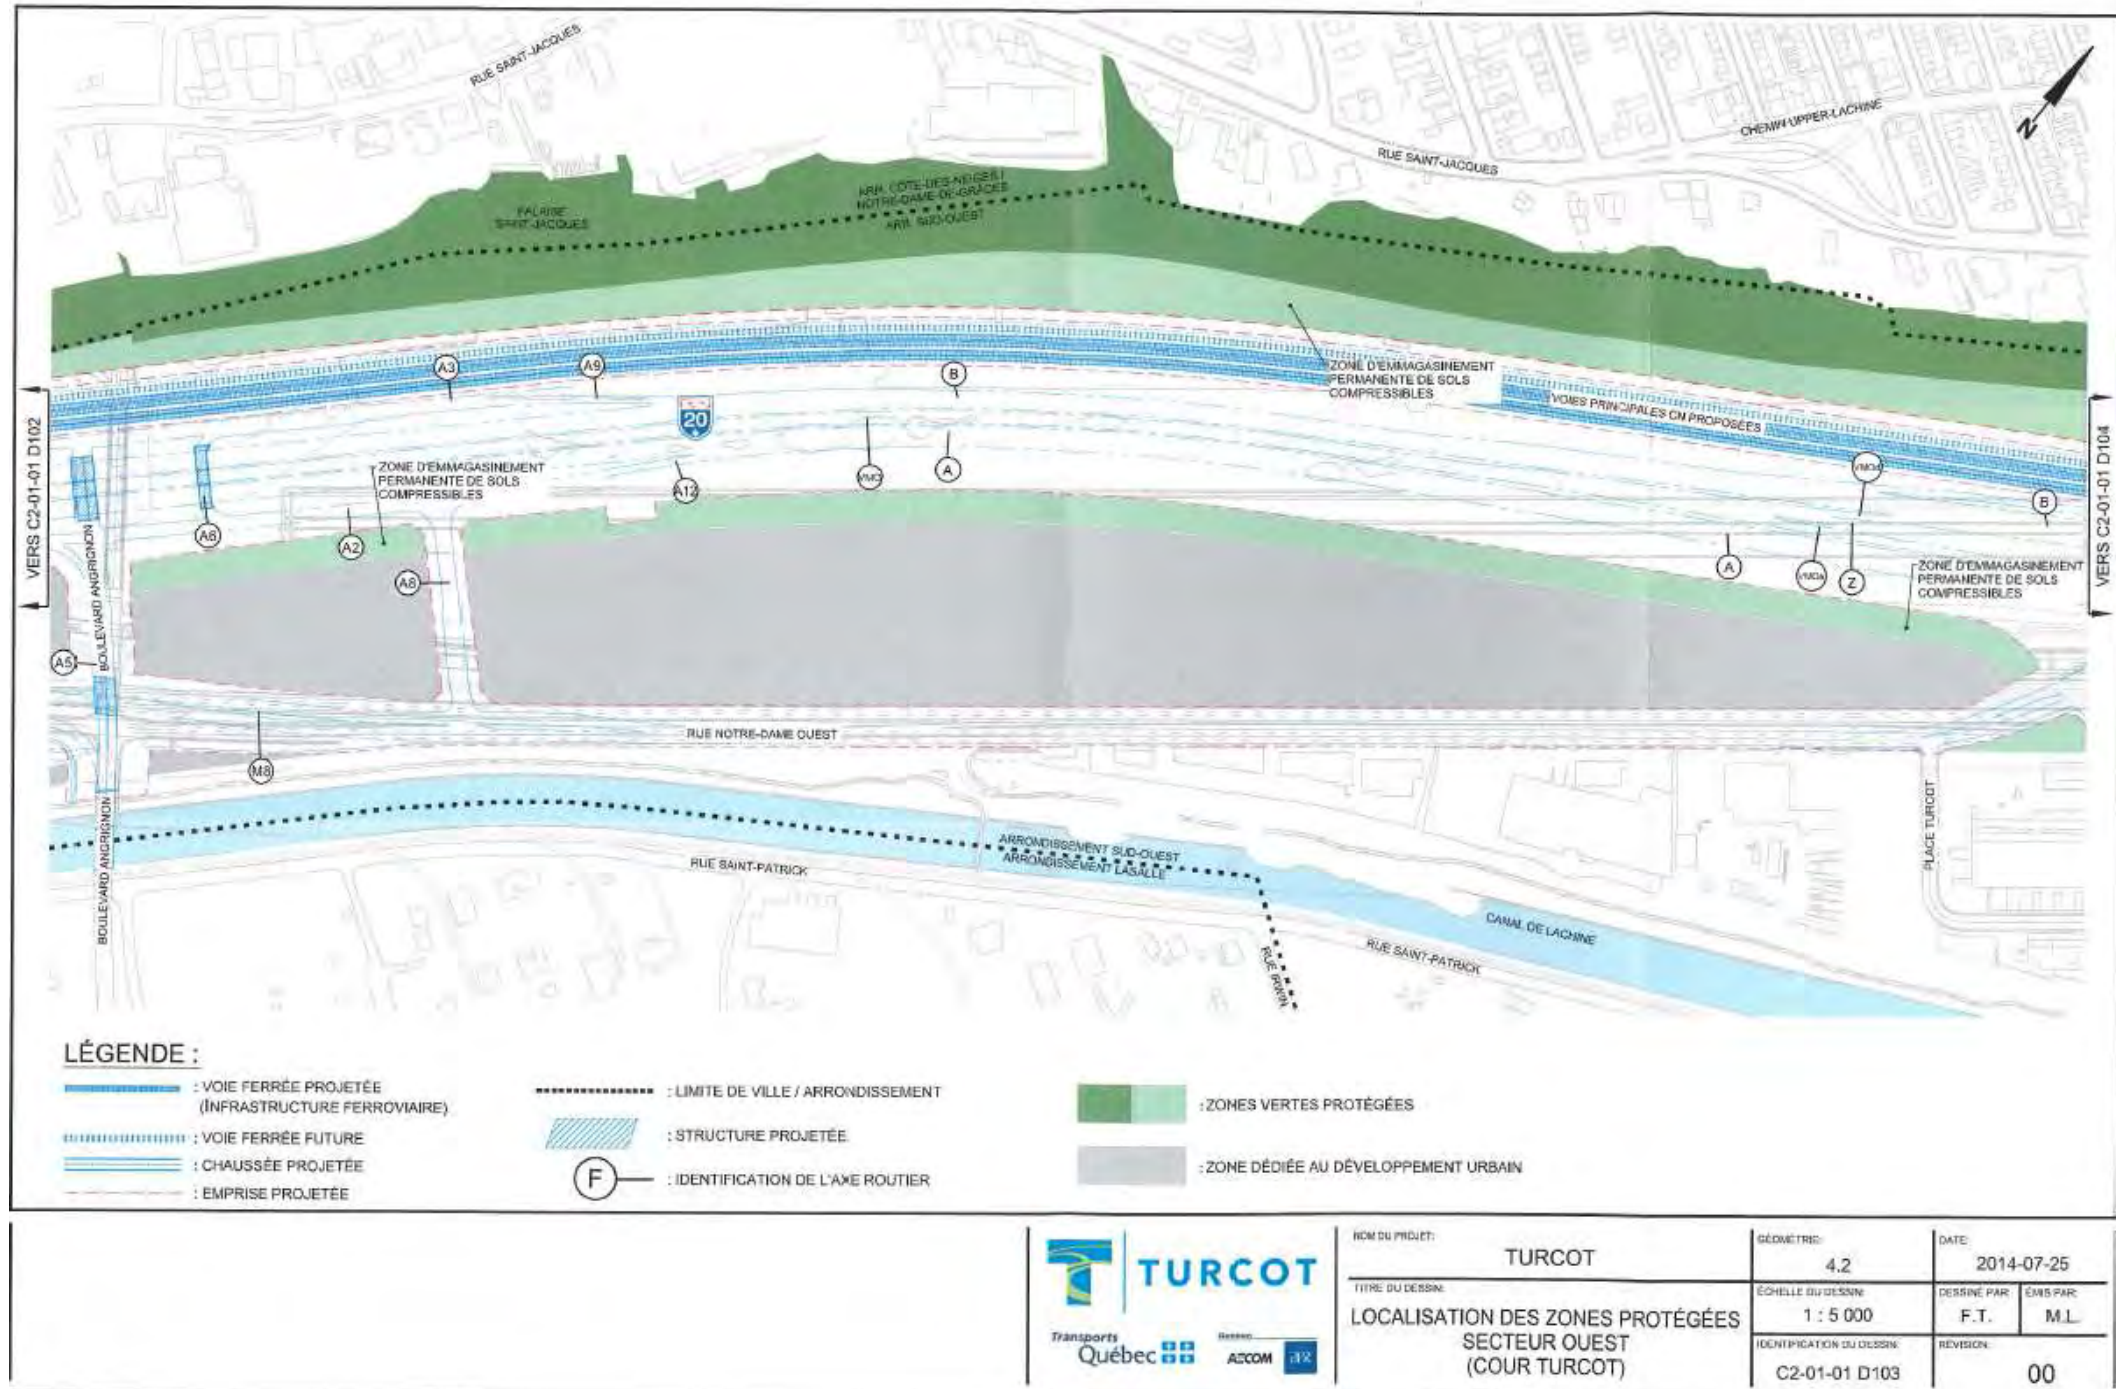 RUE SAINT-JACQUES
CHEMIN UPPER-LACHINE
N
RUE SAINT-JACQUES
ARR. CÔTE-DES-NEIGES /
NOTRE-DAME-DE-GRÂCES
ARR. SUD-OUEST
FALAISE
SAINT-JACQUES
A3
A9
B
20
ZONE D'EMMAGASINEMENT
PERMANENTE DE SOLS
COMPRESSIBLES
VOIES PRINCIPALES CN PROPOSÉES
VERS C2-01-01 D102
VERS C2-01-01 D104
ZONE D'EMMAGASINEMENT
PERMANENTE DE SOLS
COMPRESSIBLES
A6
A2
A12
A
B
A8
A
Z
ZONE D'EMMAGASINEMENT
PERMANENTE DE SOLS
COMPRESSIBLES
BOULEVARD ANGRIGNON
A5
RUE NOTRE-DAME OUEST
M8
BOULEVARD ANGRIGNON
PLACE TURCOT
ARRONDISSEMENT SUD-OUEST
ARRONDISSEMENT LASALLE
RUE SAINT-PATRICK
CANAL DE LACHINE
RUE SAINT-PATRICK
RUE IRWIN
LÉGENDE :
: VOIE FERRÉE PROJETÉE
(INFRASTRUCTURE FERROVIAIRE)
: VOIE FERRÉE FUTURE
: CHAUSSÉE PROJETÉE
: EMPRISE PROJETÉE
: LIMITE DE VILLE / ARRONDISSEMENT
: STRUCTURE PROJETÉE
F
: IDENTIFICATION DE L'AXE ROUTIER
: ZONES VERTES PROTÉGÉES
: ZONE DÉDIÉE AU DÉVELOPPEMENT URBAIN
TURCOT
Transports
Québec
AECOM
NOM DU PROJET:
TURCOT
TITRE DU DESSIN:
LOCALISATION DES ZONES PROTÉGÉES
SECTEUR OUEST
(COUR TURCOT)
GÉOMÉTRIE:
4.2
DATE:
2014-07-25
ÉCHELLE DU DESSIN:
1 : 5 000
DESSINÉ PAR:
F.T.
ÉMIS PAR:
M.L.
IDENTIFICATION DU DESSIN:
C2-01-01 D103
RÉVISION:
00